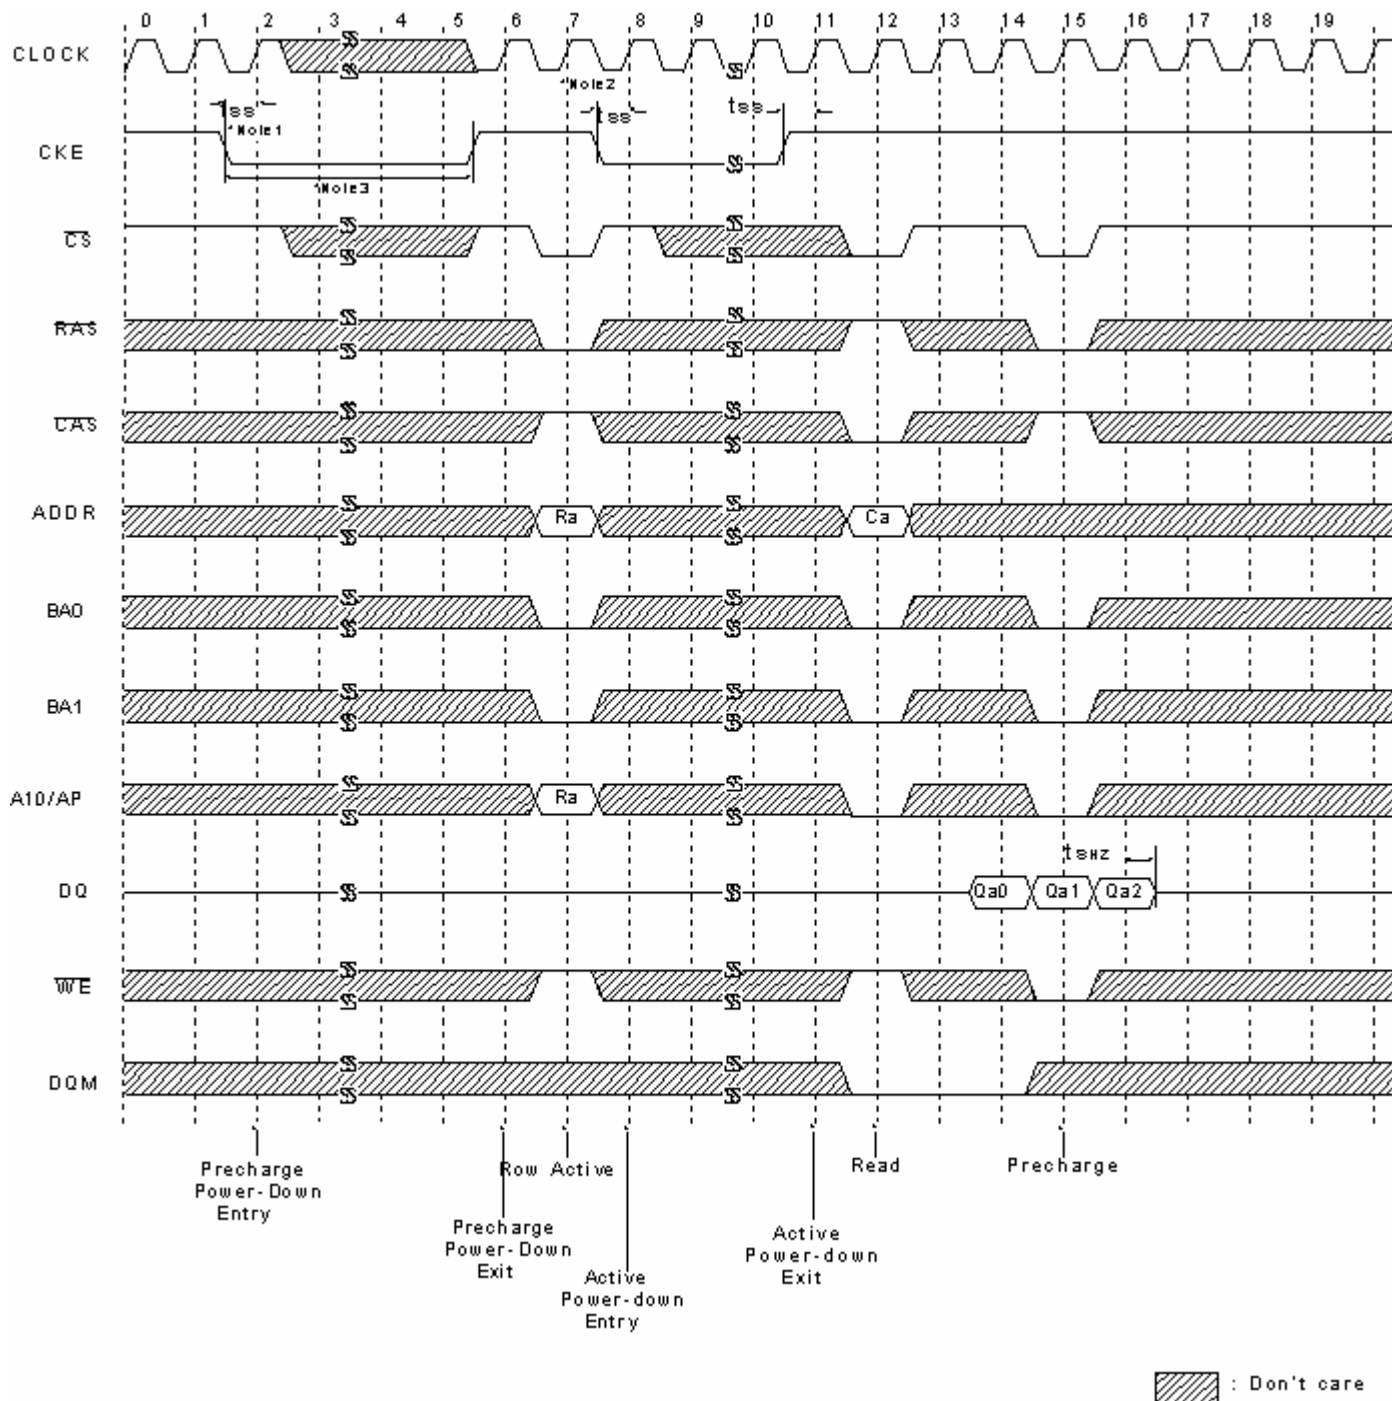 0 1 2 3 4 5 6 7 8 9 10 11 12 13 14 15 16 17 18 19
CLOCK
*Note2
tss tss tss
*Note1
CKE
*Note3
CS
RAS
CAS
ADDR Ra Ca
BA0
BA1
A10/AP Ra
tSHZ
DQ Qa0 Qa1 Qa2
WE
DQM
Precharge
Power-Down
Entry
Row Active
Read
Precharge
Precharge
Power-Down
Exit
Active
Power-down
Exit
Active
Power-down
Entry
: Don't care